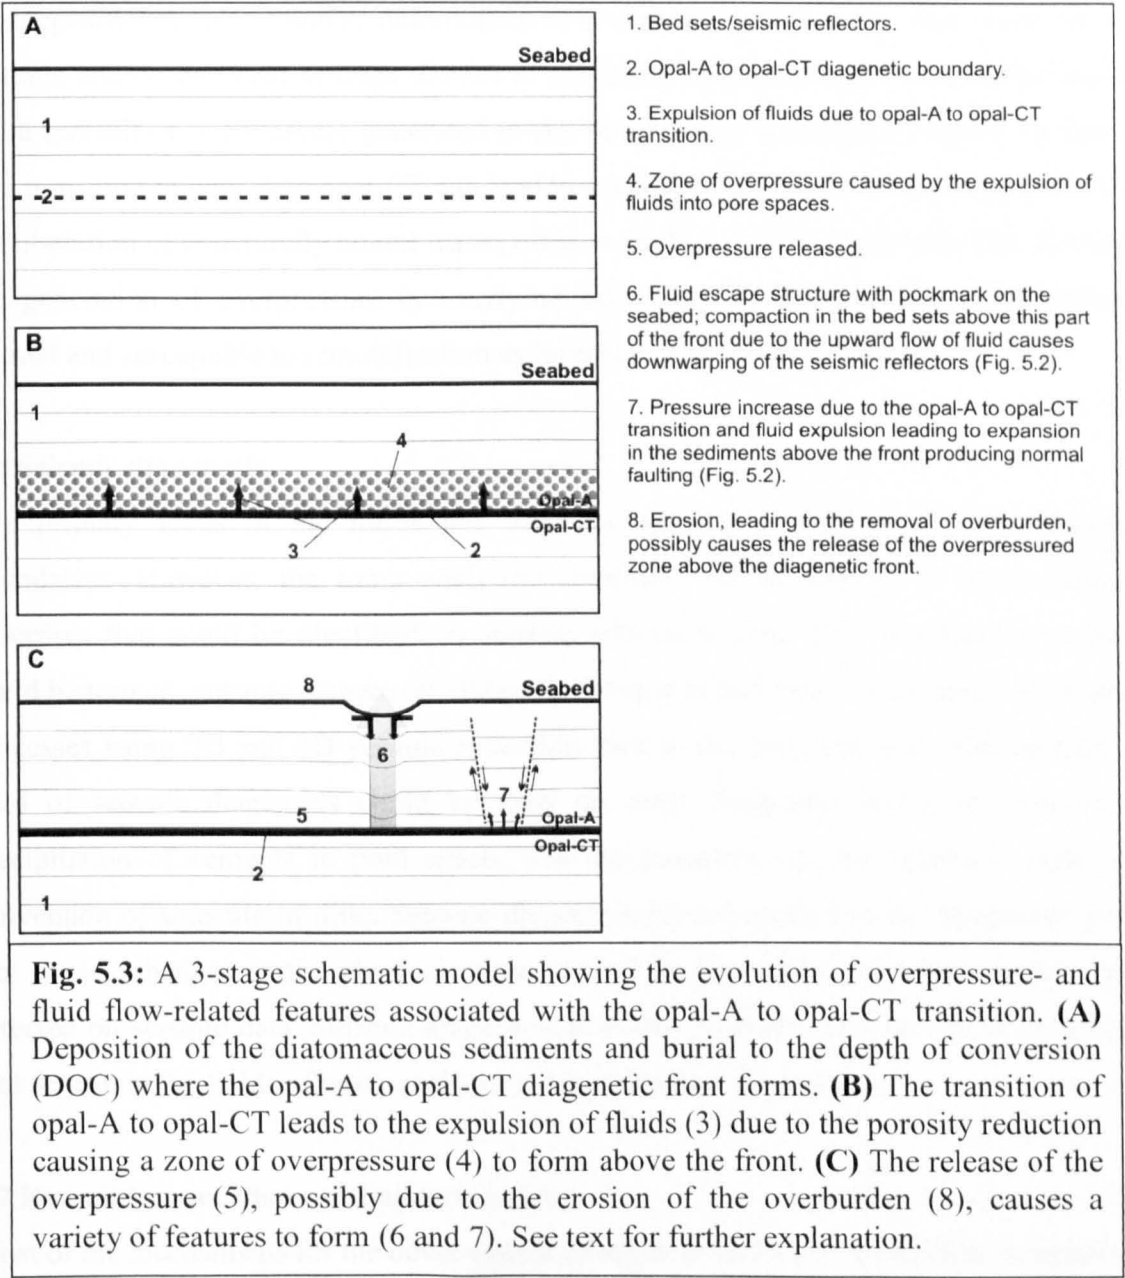 A
Seabed
1
2
B
Seabed
1
4
Opal-A
Opal-CT
3
2
C
8
Seabed
6
7
5
Opal-A
Opal-CT
2
1
1. Bed sets/seismic reflectors.
2. Opal-A to opal-CT diagenetic boundary.
3. Expulsion of fluids due to opal-A to opal-CT
transition.
4. Zone of overpressure caused by the expulsion of
fluids into pore spaces.
5. Overpressure released.
6. Fluid escape structure with pockmark on the
seabed; compaction in the bed sets above this part
of the front due to the upward flow of fluid causes
downwarping of the seismic reflectors (Fig. 5.2).
7. Pressure increase due to the opal-A to opal-CT
transition and fluid expulsion leading to expansion
in the sediments above the front producing normal
faulting (Fig. 5.2).
8. Erosion, leading to the removal of overburden,
possibly causes the release of the overpressured
zone above the diagenetic front.
Fig. 5.3: A 3-stage schematic model showing the evolution of overpressure- and
fluid flow-related features associated with the opal-A to opal-CT transition. (A)
Deposition of the diatomaceous sediments and burial to the depth of conversion
(DOC) where the opal-A to opal-CT diagenetic front forms. (B) The transition of
opal-A to opal-CT leads to the expulsion of fluids (3) due to the porosity reduction
causing a zone of overpressure (4) to form above the front. (C) The release of the
overpressure (5), possibly due to the erosion of the overburden (8), causes a
variety of features to form (6 and 7). See text for further explanation.